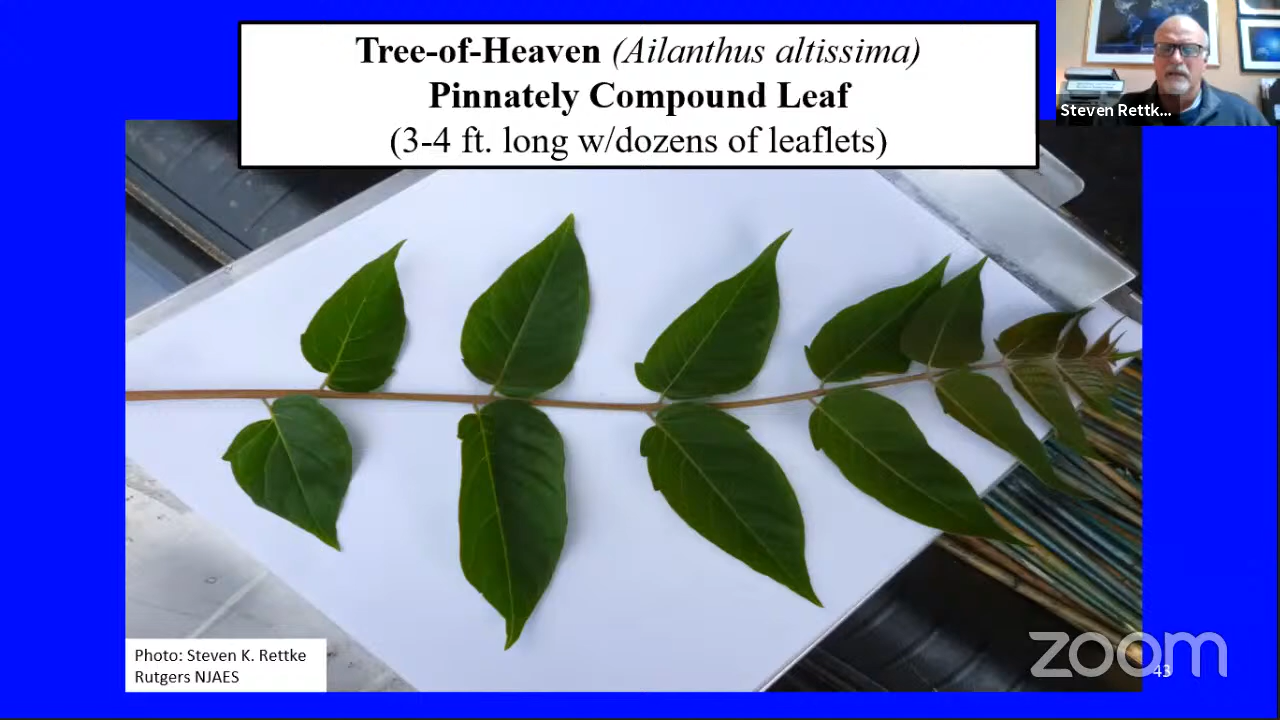 Tree-of-Heaven (Ailanthus altissima)
Pinnately Compound Leaf
(3-4 ft. long w/dozens of leaflets)
Steven Rettk...
Photo: Steven K. Rettke
Rutgers NJAES
zoom
43